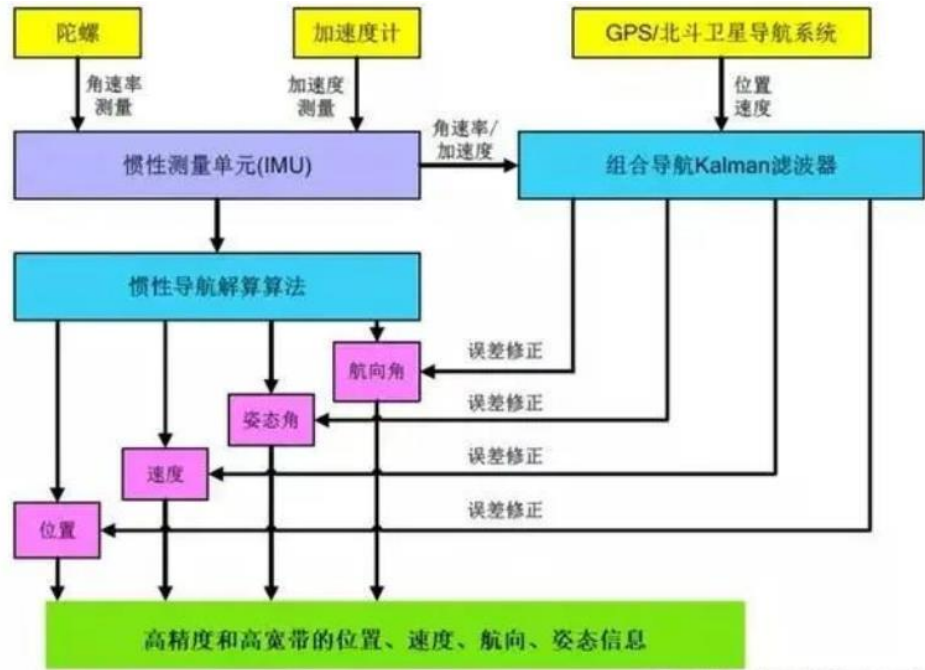 陀螺
加速度计
GPS/北斗卫星导航系统
角速率
测量
加速度
测量
位置
速度
角速率/
加速度
惯性测量单元(IMU)
组合导航Kalman滤波器
惯性导航解算算法
航向角
误差修正
姿态角
误差修正
速度
误差修正
位置
误差修正
高精度和高宽带的位置、速度、航向、姿态信息